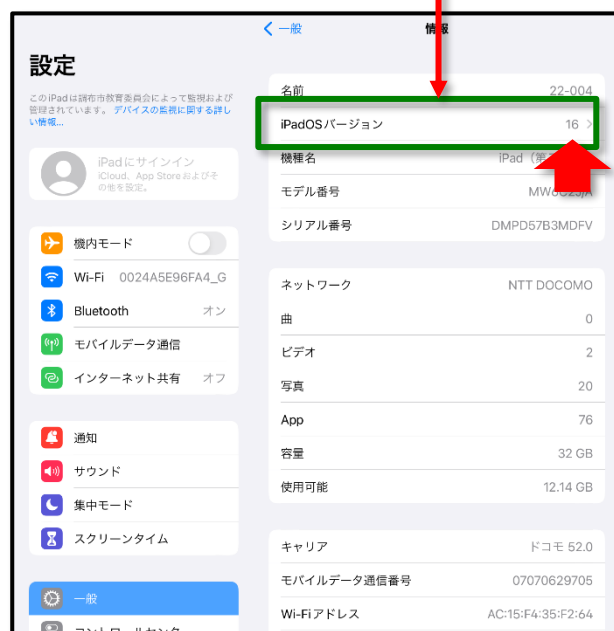 一般
情報
設定
このiPadは調布市教育委員会によって監視および
管理されています。デバイスの監視に関する詳し
い情報...
iPadにサインイン
iCloud、App Storeおよびそ
の他を設定。
機内モード
Wi-Fi 0024A5E96FA4_G
Bluetooth オン
モバイルデータ通信
インターネット共有 オフ
通知
サウンド
集中モード
スクリーンタイム
一般
名前 22-004
iPadOSバージョン 16
機種名 iPad
モデル番号
シリアル番号 DMPD57B3MDFV
ネットワーク NTT DOCOMO
曲 0
ビデオ 2
写真 20
App 76
容量 32 GB
使用可能 12.14 GB
キャリア ドコモ 52.0
モバイルデータ通信番号 07070629705
Wi-Fiアドレス AC:15:F4:35:F2:64